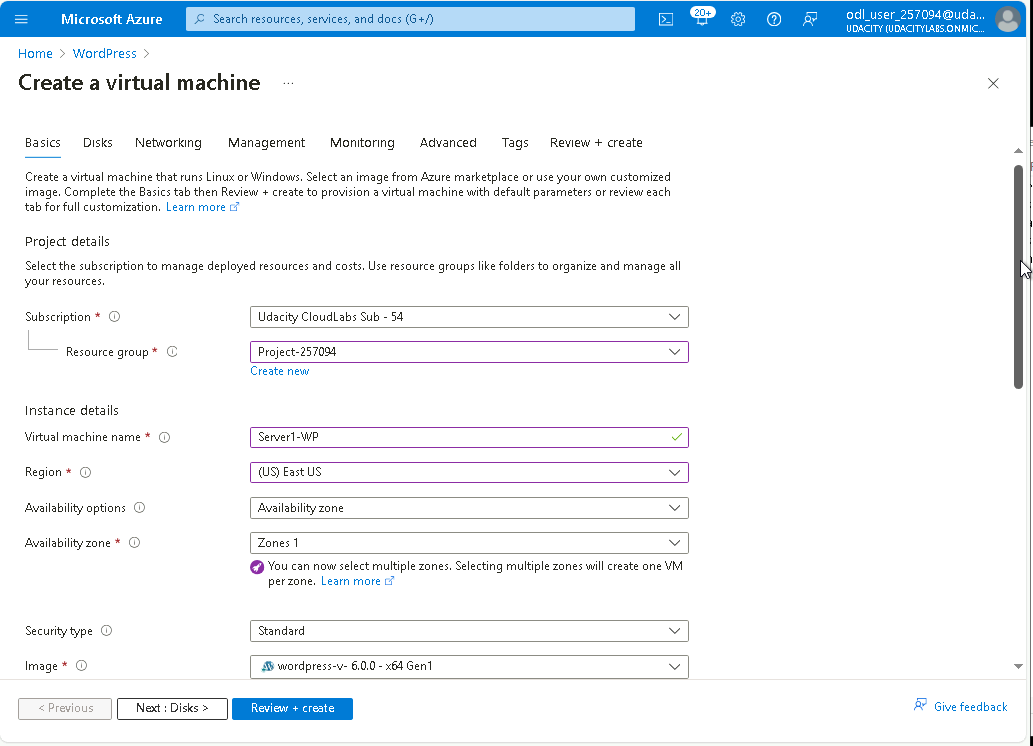 Microsoft Azure
Search resources, services, and docs (G+/)
20+
odl_user_257094@uda...
UDACITY (UDACITYLABS.ONMIC...
Home > WordPress >
Create a virtual machine ...
Basics Disks Networking Management Monitoring Advanced Tags Review + create
Create a virtual machine that runs Linux or Windows. Select an image from Azure marketplace or use your own customized
image. Complete the Basics tab then Review + create to provision a virtual machine with default parameters or review each
tab for full customization. Learn more
Project details
Select the subscription to manage deployed resources and costs. Use resource groups like folders to organize and manage all
your resources.
Subscription * Udacity CloudLabs Sub - 54
Resource group * Project-257094
Create new
Instance details
Virtual machine name * Server1-WP
Region * (US) East US
Availability options Availability zone
Availability zone * Zones 1
You can now select multiple zones. Selecting multiple zones will create one VM
per zone. Learn more
Security type Standard
Image * wordpress-v- 6.0.0 - x64 Gen1
< Previous Next : Disks > Review + create Give feedback